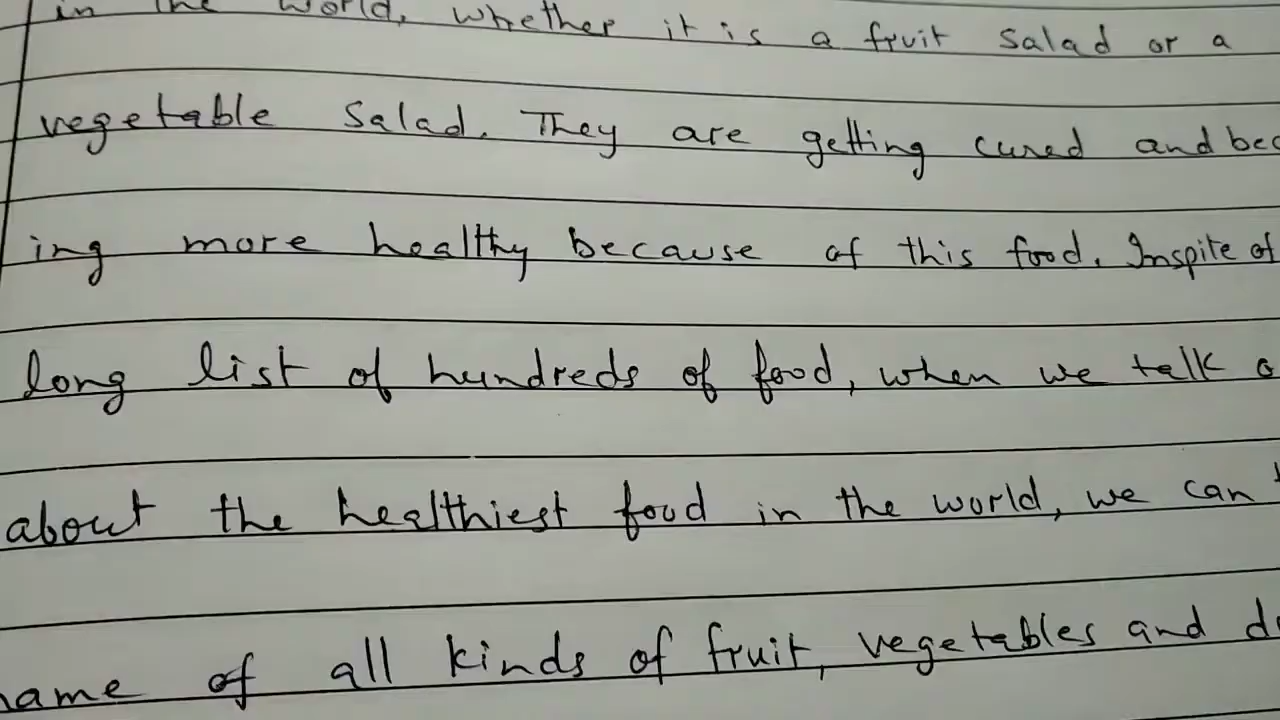 in the world, whether it is a fruit salad or a
vegetable salad. They are getting cured and bec
ing more healthy because of this food. Inspite of
long list of hundreds of food, when we talk a
about the healthiest food in the world, we can
name of all kinds of fruit, vegetables and